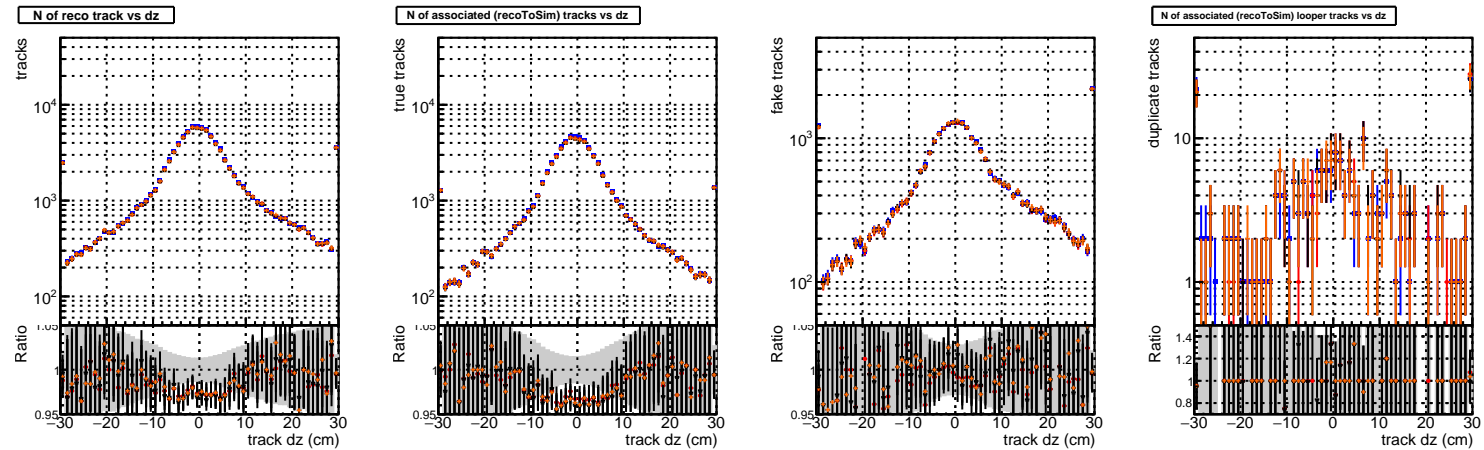 N of reco track vs dz
tracks
10⁴
10³
10²
Ratio
1.05
1
0.95
−30 −20 −10 0 10 20 30
track dz (cm)
N of associated (recoToSim) tracks vs dz
true tracks
10⁴
10³
10²
Ratio
1.05
1
0.95
−30 −20 −10 0 10 20 30
track dz (cm)
fake tracks
10³
10²
Ratio
1.05
1
0.95
−30 −20 −10 0 10 20 30
track dz (cm)
N of associated (recoToSim) looper tracks vs dz
duplicate tracks
10
1
Ratio
1.4
1.2
1
0.8
−30 −20 −10 0 10 20 30
track dz (cm)